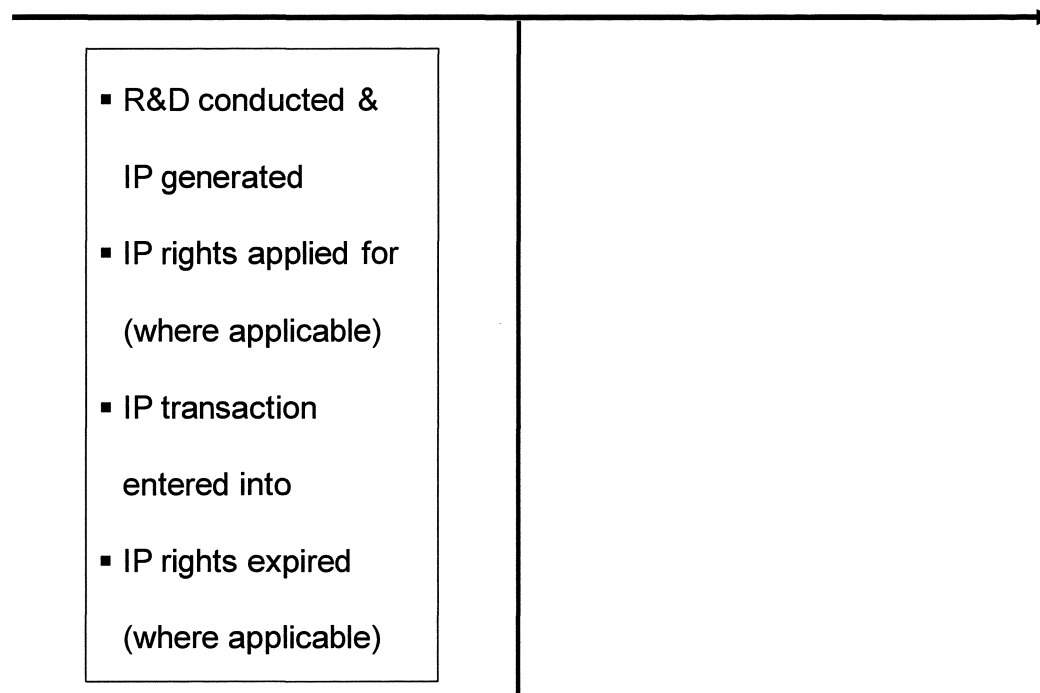 ▪ R&D conducted &
IP generated
▪ IP rights applied for
(where applicable)
▪ IP transaction
entered into
▪ IP rights expired
(where applicable)